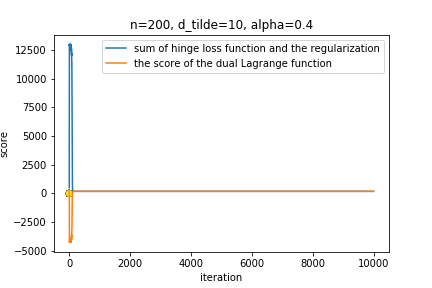 n=200, d_tilde=10, alpha=0.4
sum of hinge loss function and the regularization
the score of the dual Lagrange function
12500
10000
7500
5000
2500
0
−2500
−5000
score
0
2000
4000
6000
8000
10000
iteration